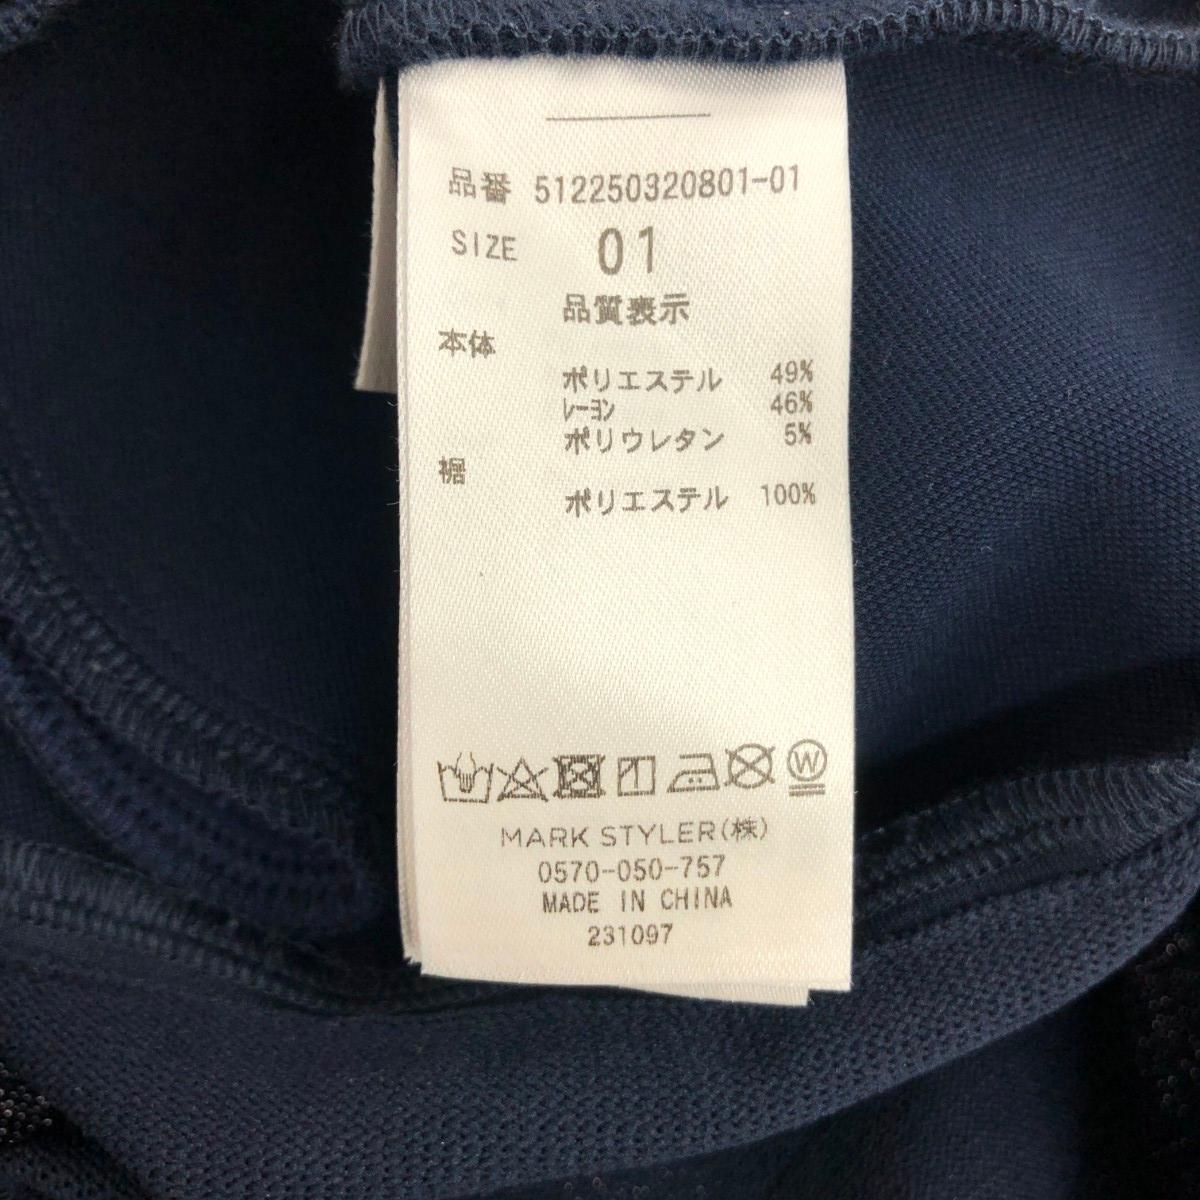 品番 512250320801-01
SIZE 01
品質表示
本体
ポリエステル 49%
レーヨン 46%
ポリウレタン 5%
裾
ポリエステル 100%
W
MARK STYLER(株)
0570-050-757
MADE IN CHINA
231097